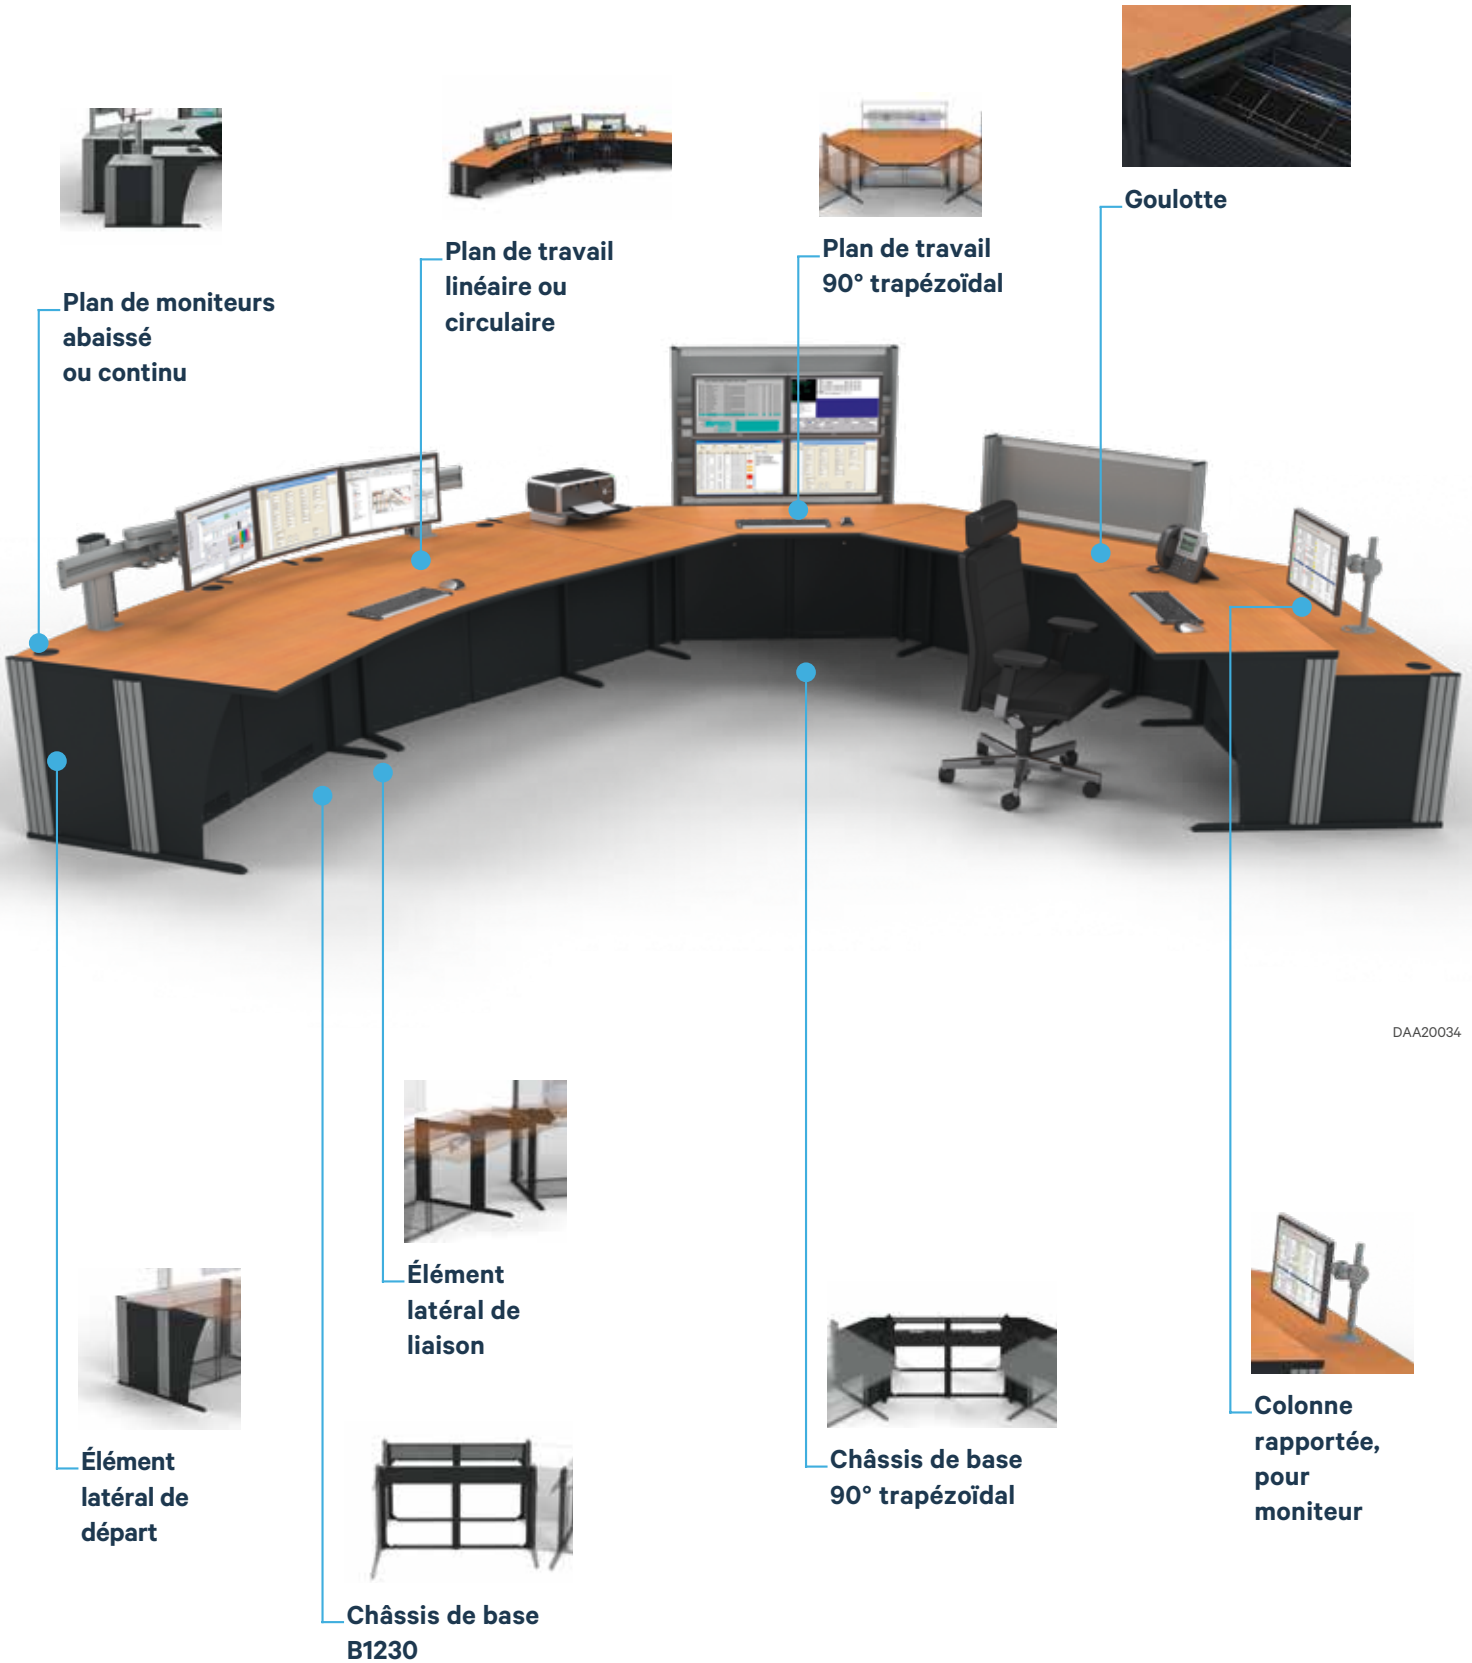 Goulotte
Plan de travail
linéaire ou
circulaire
Plan de travail
90° trapézoïdal
Plan de moniteurs
abaissé
ou continu
DAA20034
Élément
latéral de
liaison
Élément
latéral de
départ
Châssis de base
90° trapézoïdal
Colonne
rapportée,
pour
moniteur
Châssis de base
B1230